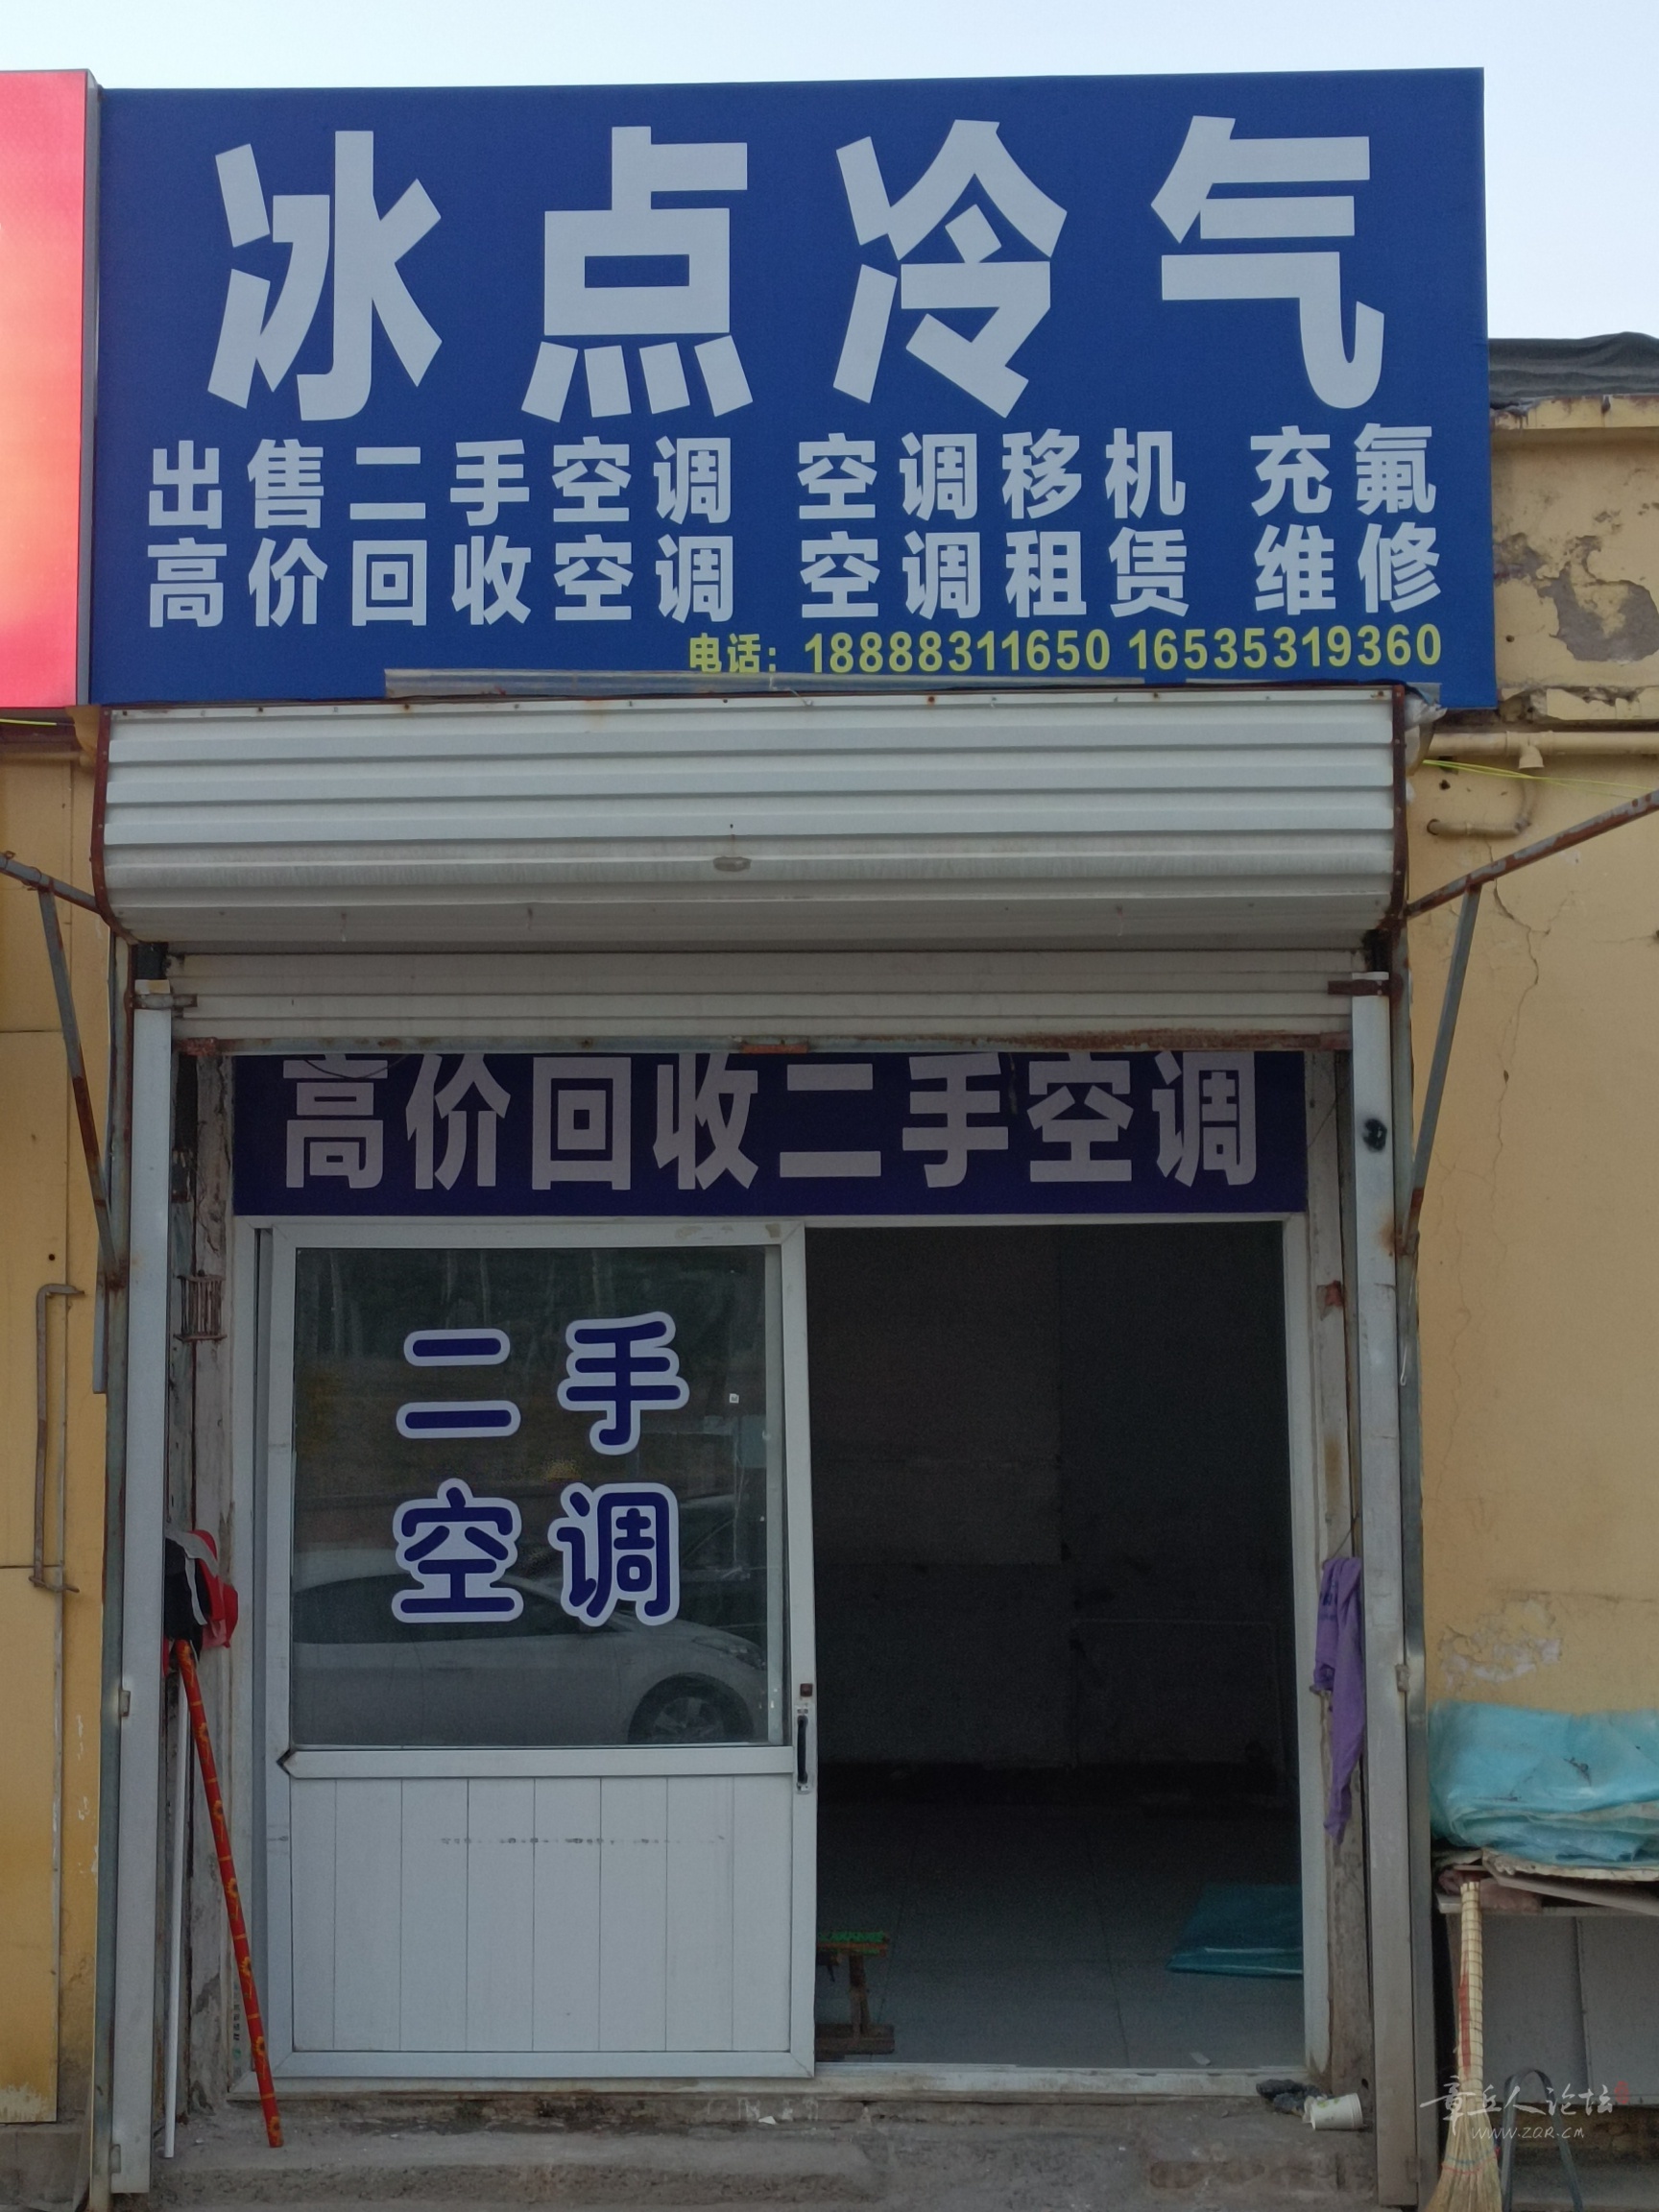 冰点冷气
出售二手空调 空调移机 充氟
高价回收空调 空调租赁 维修
电话：18888311650 16535319360
高价回收二手空调
二手
空调
章丘人论坛
WWW.ZQR.CM